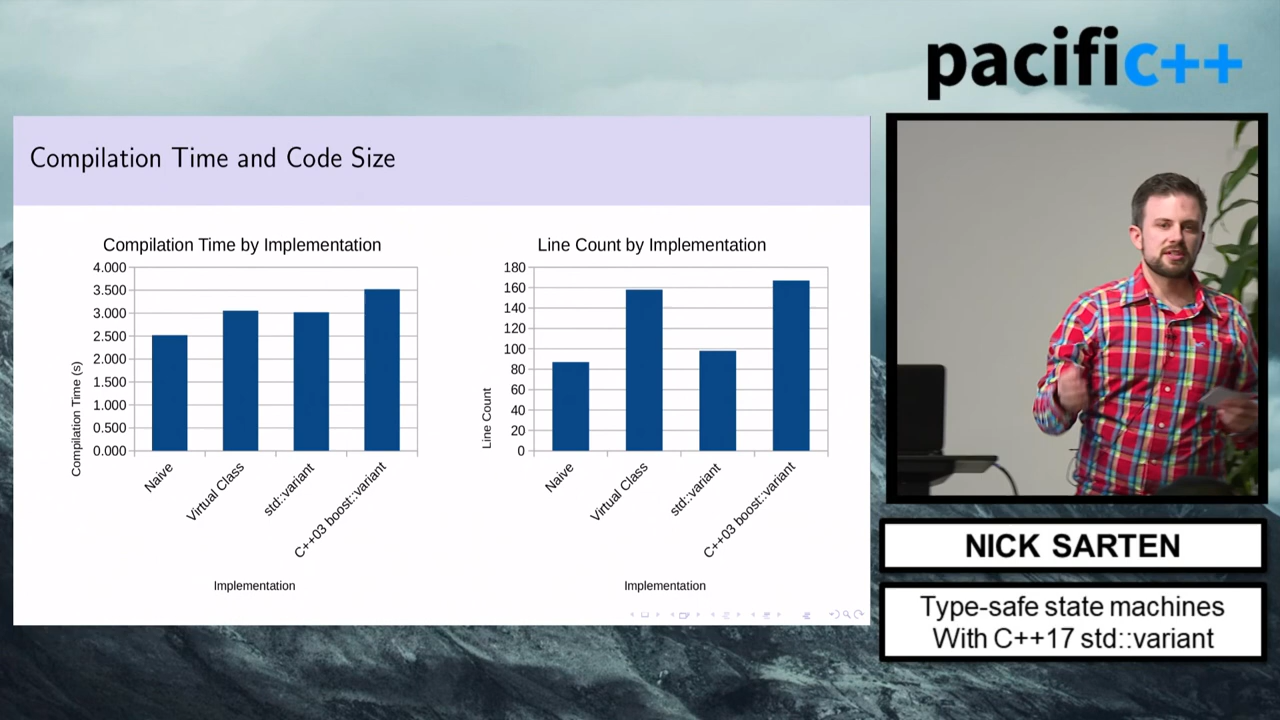 pacific++
Compilation Time and Code Size
Compilation Time by Implementation
4.000
3.500
3.000
2.500
2.000
1.500
1.000
0.500
0.000
Compilation Time (s)
Naive
Virtual Class
std::variant
C++03 boost::variant
Implementation
Line Count by Implementation
180
160
140
120
100
80
60
40
20
0
Line Count
Naive
Virtual Class
std::variant
C++03 boost::variant
Implementation
NICK SARTEN
Type-safe state machines
With C++17 std::variant